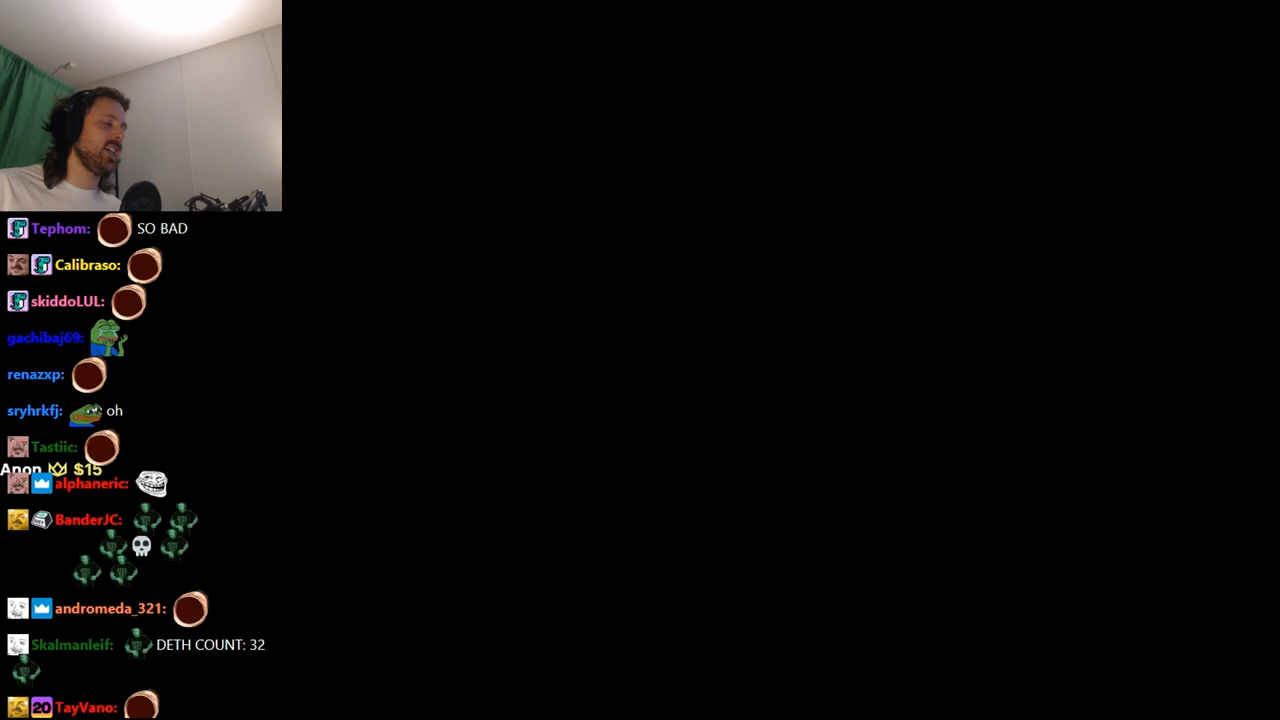 Tephom: SO BAD
Calibraso:
skiddoLUL:
gachibaj69:
renazxp:
sryhrkfj: oh
Tastiic:
Anon $15
alphaneric:
BanderJC:
andromeda_321:
Skalmanleif: DETH COUNT: 32
20 TayVano: